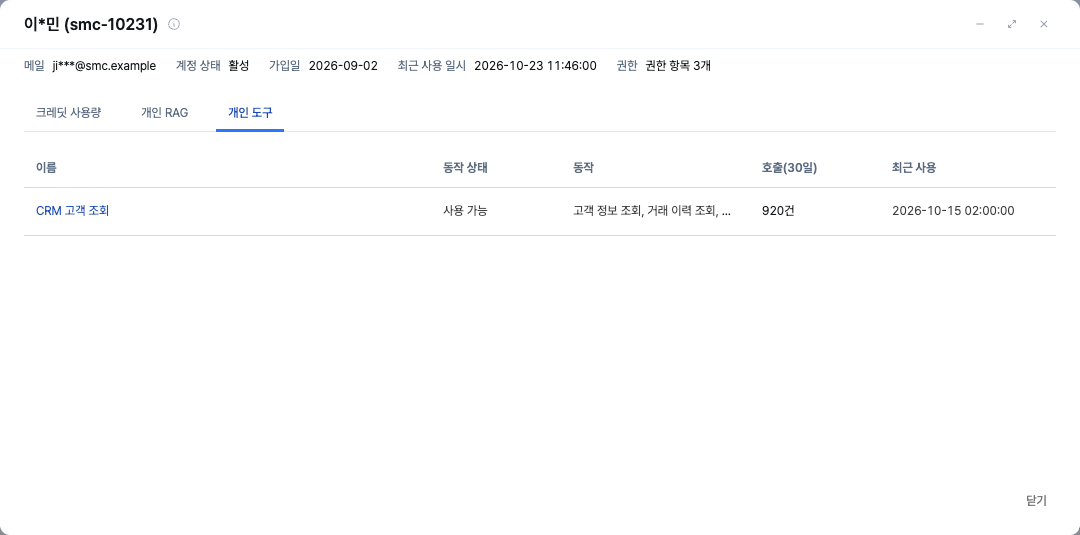 이*민 (smc-10231)
메일 ji***@smc.example 계정 상태 활성 가입일 2026-09-02 최근 사용 일시 2026-10-23 11:46:00 권한 권한 항목 3개
크레딧 사용량 개인 RAG 개인 도구
이름 동작 상태 동작 호출(30일) 최근 사용
CRM 고객 조회 사용 가능 고객 정보 조회, 거래 이력 조회, ... 920건 2026-10-15 02:00:00
닫기